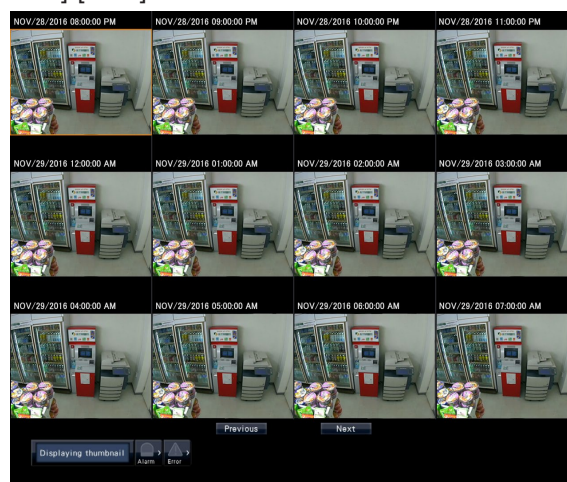 NOV/28/2016 08:00:00 PM NOV/28/2016 09:00:00 PM NOV/28/2016 10:00:00 PM NOV/28/2016 11:00:00 PM
NOV/29/2016 12:00:00 AM NOV/29/2016 01:00:00 AM NOV/29/2016 02:00:00 AM NOV/29/2016 03:00:00 AM
NOV/29/2016 04:00:00 AM NOV/29/2016 05:00:00 AM NOV/29/2016 06:00:00 AM NOV/29/2016 07:00:00 AM
Previous Next
Displaying thumbnail
Alarm Error